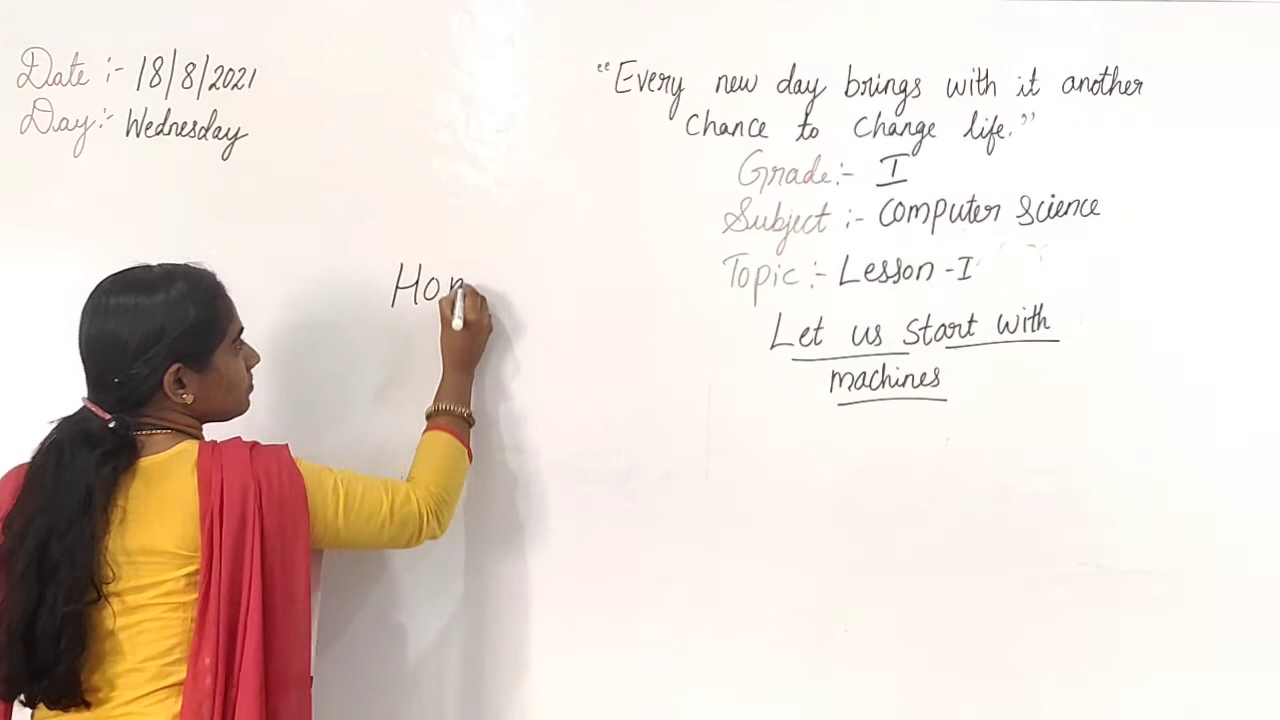 Date :- 18/8/2021
Day:- Wednesday
"Every new day brings with it another
chance to change life."
Grade:- I
Subject :- Computer Science
Topic :- Lesson -I
Let us start with
machines